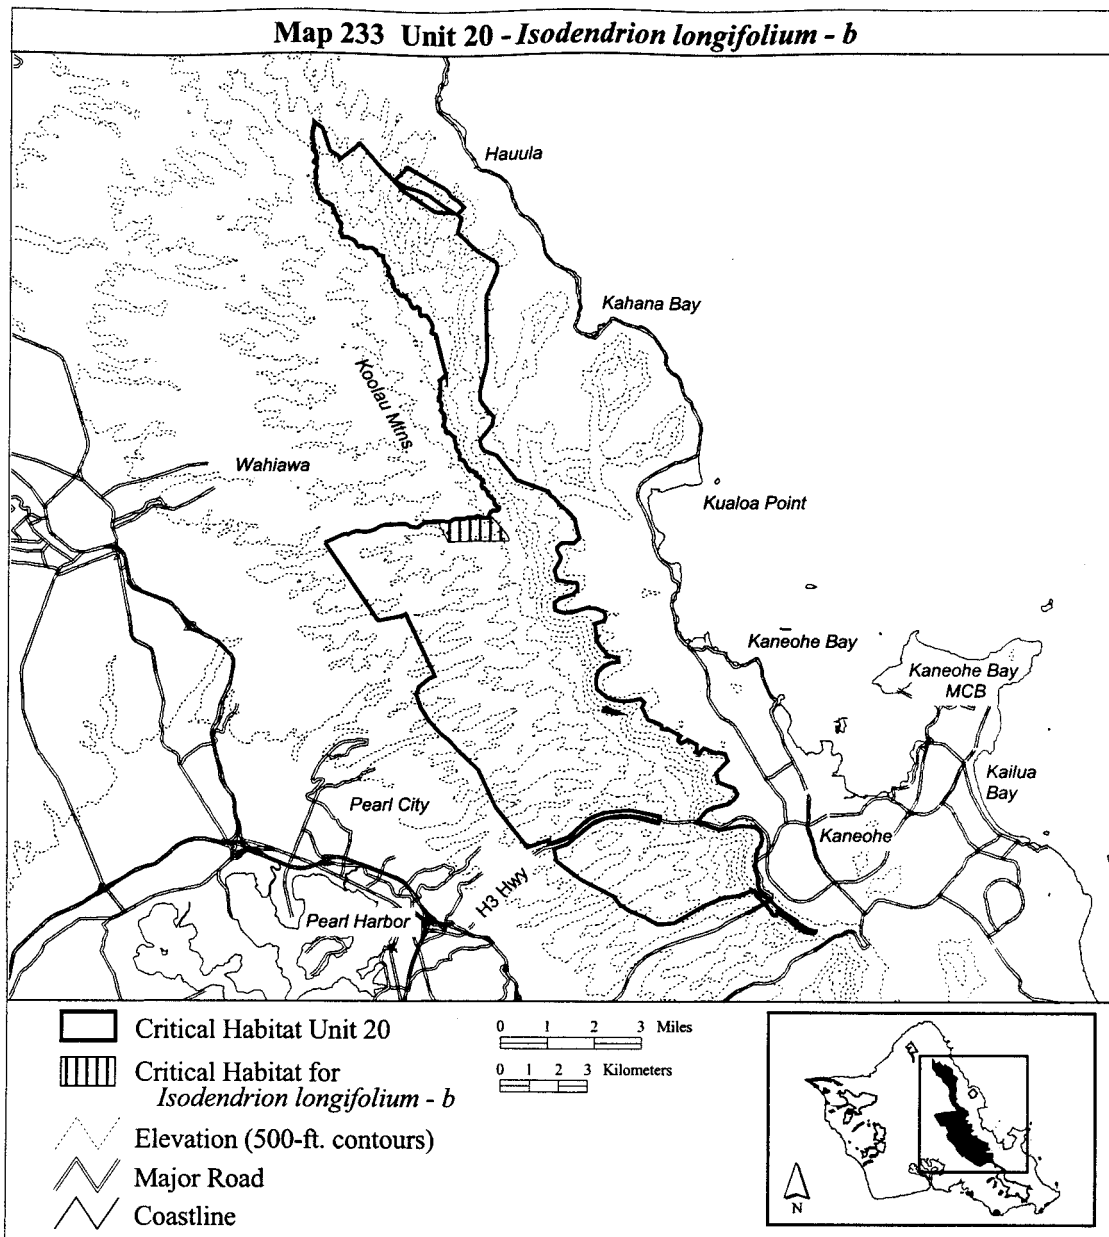 Map 233 Unit 20 - Isodendrion longifolium - b
Hauula
Kahana Bay
Koolau Mtns
Wahiawa
Kualoa Point
Kaneohe Bay
Kaneohe Bay
MCB
Kailua
Bay
Pearl City
Kaneohe
H3 Hwy
Pearl Harbor
Critical Habitat Unit 20
Critical Habitat for
Isodendrion longifolium - b
Elevation (500-ft. contours)
Major Road
Coastline
0 1 2 3 Miles
0 1 2 3 Kilometers
N